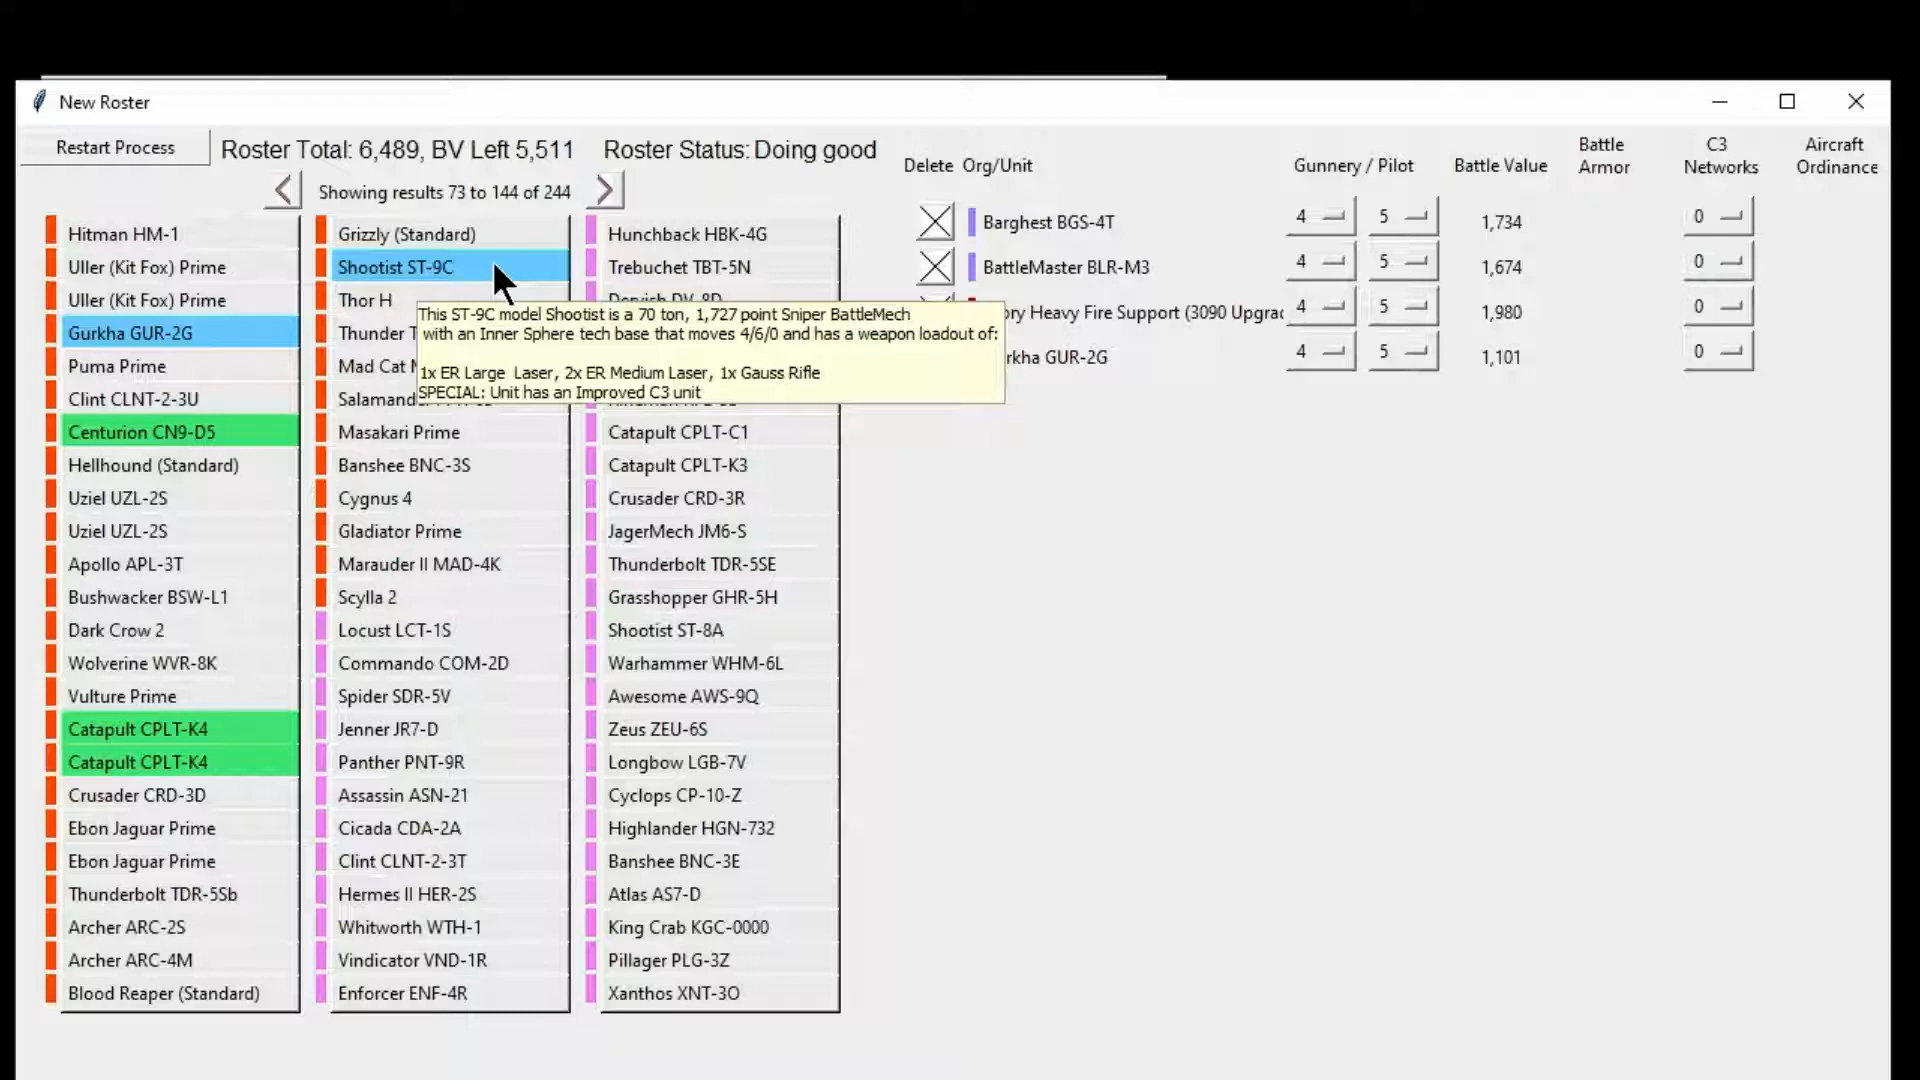 New Roster
Restart Process
Roster Total: 6,489, BV Left 5,511
Roster Status: Doing good
Showing results 73 to 144 of 244
Hitman HM-1
Uller (Kit Fox) Prime
Uller (Kit Fox) Prime
Gurkha GUR-2G
Puma Prime
Clint CLNT-2-3U
Centurion CN9-D5
Hellhound (Standard)
Uziel UZL-2S
Uziel UZL-2S
Apollo APL-3T
Bushwacker BSW-L1
Dark Crow 2
Wolverine WVR-8K
Vulture Prime
Catapult CPLT-K4
Catapult CPLT-K4
Crusader CRD-3D
Ebon Jaguar Prime
Ebon Jaguar Prime
Thunderbolt TDR-5Sb
Archer ARC-2S
Archer ARC-4M
Blood Reaper (Standard)
Grizzly (Standard)
Shootist ST-9C
Thor H
Thunder
Mad Cat
Masakari Prime
Banshee BNC-3S
Cygnus 4
Gladiator Prime
Marauder II MAD-4K
Scylla 2
Locust LCT-1S
Commando COM-2D
Spider SDR-5V
Jenner JR7-D
Panther PNT-9R
Assassin ASN-21
Cicada CDA-2A
Clint CLNT-2-3T
Hermes II HER-2S
Whitworth WTH-1
Vindicator VND-1R
Enforcer ENF-4R
This ST-9C model Shootist is a 70 ton, 1,727 point Sniper BattleMech
with an Inner Sphere tech base that moves 4/6/0 and has a weapon loadout of:
1x ER Large Laser, 2x ER Medium Laser, 1x Gauss Rifle
SPECIAL: Unit has an Improved C3 unit
Hunchback HBK-4G
Trebuchet TBT-5N
Catapult CPLT-C1
Catapult CPLT-K3
Crusader CRD-3R
JagerMech JM6-S
Thunderbolt TDR-5SE
Grasshopper GHR-5H
Shootist ST-8A
Warhammer WHM-6L
Awesome AWS-9Q
Zeus ZEU-6S
Longbow LGB-7V
Cyclops CP-10-Z
Highlander HGN-732
Banshee BNC-3E
Atlas AS7-D
King Crab KGC-0000
Pillager PLG-3Z
Xanthos XNT-3O
Delete Org/Unit Gunnery / Pilot Battle Value Battle Armor C3 Networks Aircraft Ordinance
Barghest BGS-4T 4 5 1,734 0
BattleMaster BLR-M3 4 5 1,674 0
ory Heavy Fire Support (3090 Upgrad 4 5 1,980 0
rkha GUR-2G 4 5 1,101 0